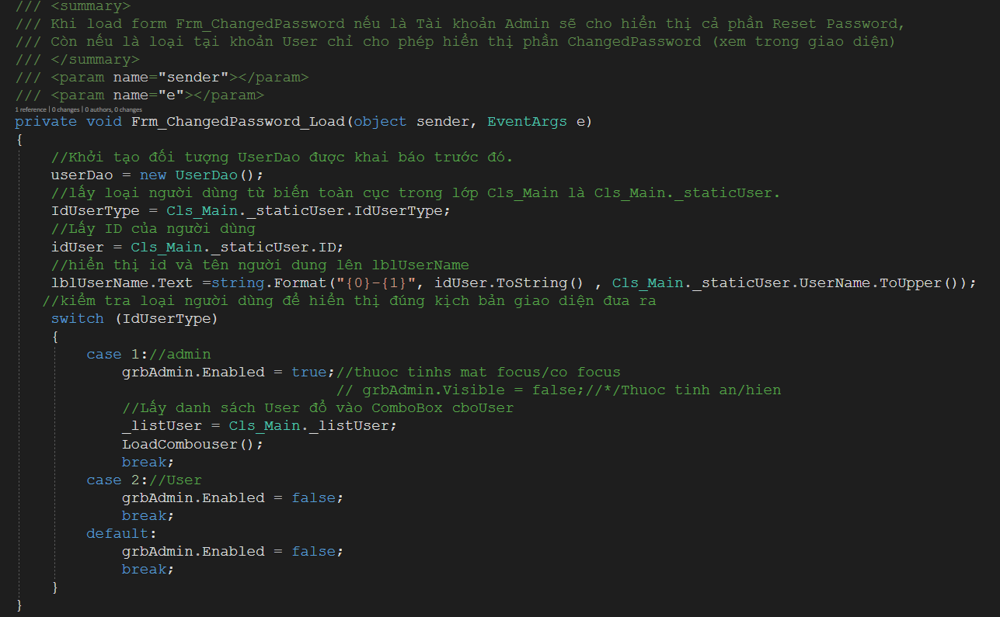 /// <summary>
/// Khi load form Frm_ChangedPassword nếu là Tài khoản Admin sẽ cho hiển thị cả phần Reset Password,
/// Còn nếu là loại tại khoản User chỉ cho phép hiển thị phần ChangedPassword (xem trong giao diện)
/// </summary>
/// <param name="sender"></param>
/// <param name="e"></param>
1 reference | 0 changes | 0 authors, 0 changes
private void Frm_ChangedPassword_Load(object sender, EventArgs e)
{
//Khởi tạo đối tượng UserDao được khai báo trước đó.
userDao = new UserDao();
//lấy loại người dùng từ biến toàn cục trong lớp Cls_Main là Cls_Main._staticUser.
IdUserType = Cls_Main._staticUser.IdUserType;
//Lấy ID của người dùng
idUser = Cls_Main._staticUser.ID;
//hiển thị id và tên người dung lên lblUserName
lblUserName.Text =string.Format("{0}-{1}", idUser.ToString() , Cls_Main._staticUser.UserName.ToUpper());
//kiểm tra loại người dùng để hiển thị đúng kịch bản giao diện đưa ra
switch (IdUserType)
{
case 1://admin
grbAdmin.Enabled = true;//thuoc tinhs mat focus/co focus
// grbAdmin.Visible = false;//*/Thuoc tinh an/hien
//Lấy danh sách User đổ vào ComboBox cboUser
_listUser = Cls_Main._listUser;
LoadCombouser();
break;
case 2://User
grbAdmin.Enabled = false;
break;
default:
grbAdmin.Enabled = false;
break;
}
}